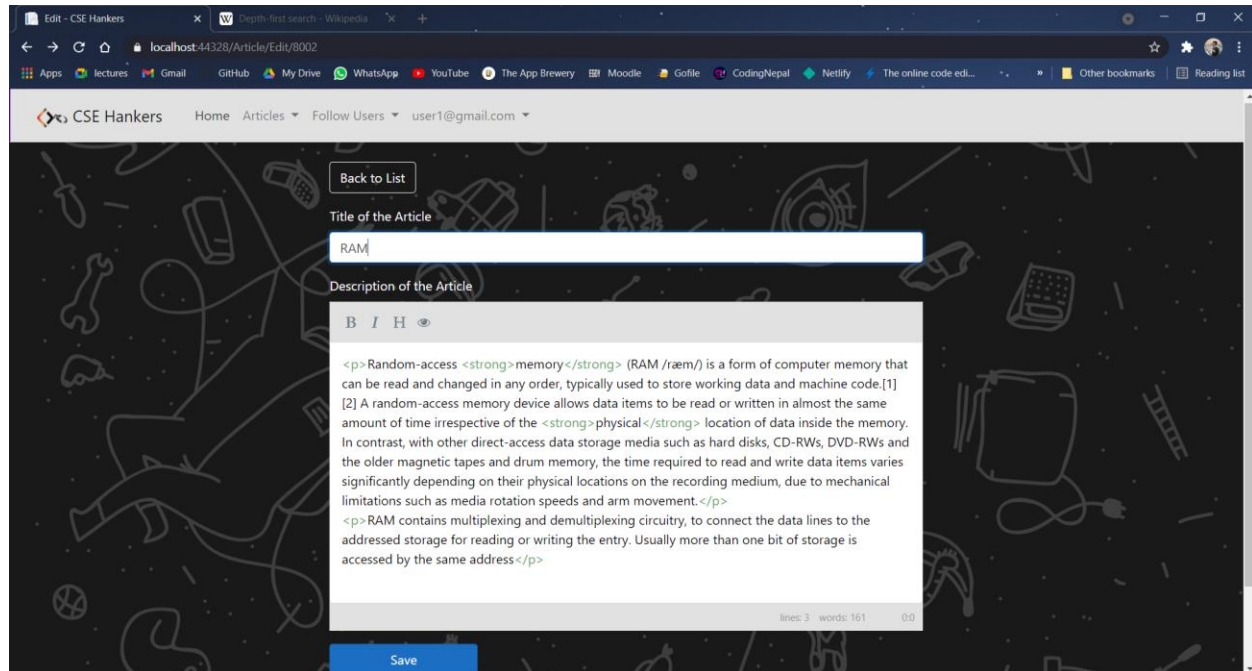 Edit - CSE Hankers
Depth-first search - Wikipedia
localhost:44328/Article/Edit/8002
Apps lectures Gmail GitHub My Drive WhatsApp YouTube The App Brewery Moodle Gofile CodingNepal Netlify The online code edi... » Other bookmarks Reading list
CSE Hankers Home Articles Follow Users user1@gmail.com
Back to List
Title of the Article
RAM
Description of the Article
B I H
<p>Random-access <strong>memory</strong> (RAM /ræm/) is a form of computer memory that
can be read and changed in any order, typically used to store working data and machine code.[1]
[2] A random-access memory device allows data items to be read or written in almost the same
amount of time irrespective of the <strong>physical</strong> location of data inside the memory.
In contrast, with other direct-access data storage media such as hard disks, CD-RWs, DVD-RWs and
the older magnetic tapes and drum memory, the time required to read and write data items varies
significantly depending on their physical locations on the recording medium, due to mechanical
limitations such as media rotation speeds and arm movement.</p>
<p>RAM contains multiplexing and demultiplexing circuitry, to connect the data lines to the
addressed storage for reading or writing the entry. Usually more than one bit of storage is
accessed by the same address</p>
lines: 3 words: 161 0:0
Save